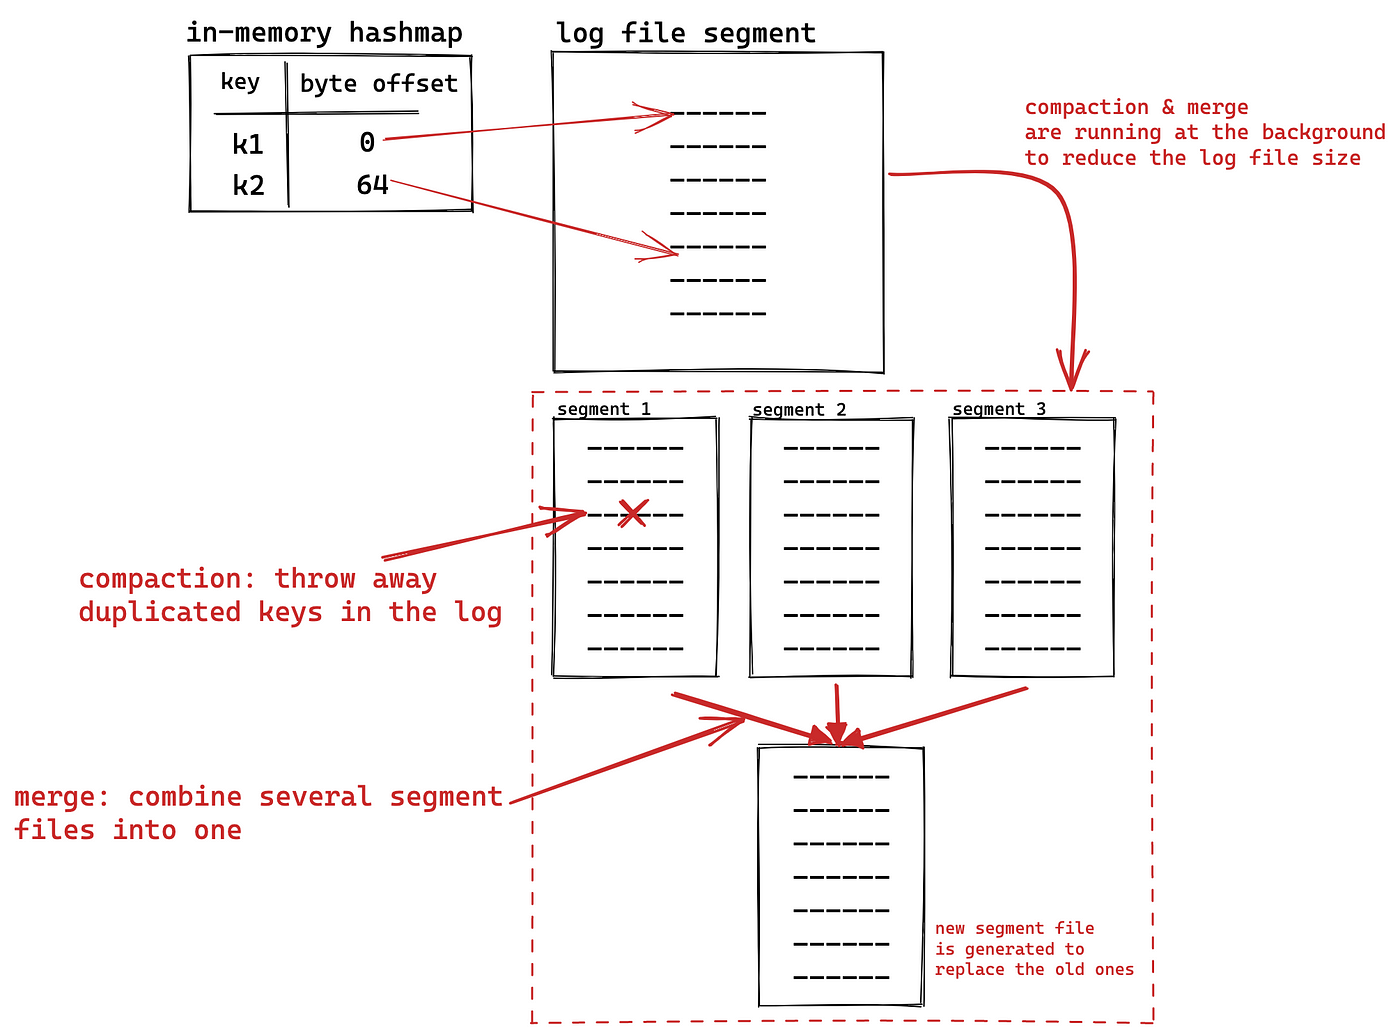 in-memory hashmap
key byte offset
k1 0
k2 64
log file segment
compaction & merge
are running at the background
to reduce the log file size
segment 1
segment 2
segment 3
compaction: throw away
duplicated keys in the log
merge: combine several segment
files into one
new segment file
is generated to
replace the old ones